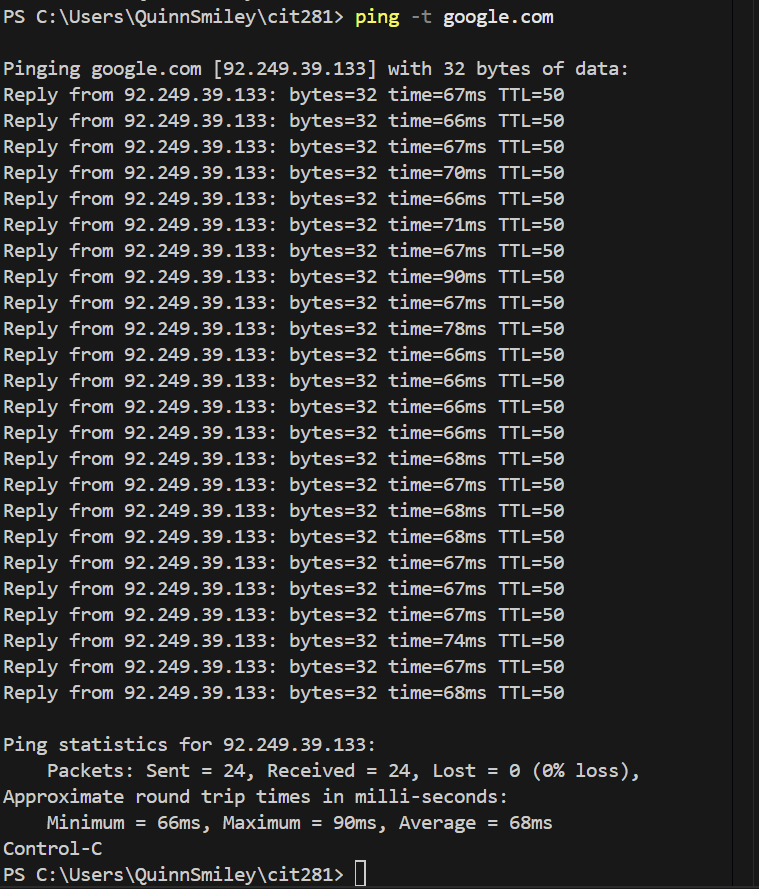 PS C:\Users\QuinnSmiley\cit281> ping -t google.com
Pinging google.com [92.249.39.133] with 32 bytes of data:
Reply from 92.249.39.133: bytes=32 time=67ms TTL=50
Reply from 92.249.39.133: bytes=32 time=66ms TTL=50
Reply from 92.249.39.133: bytes=32 time=67ms TTL=50
Reply from 92.249.39.133: bytes=32 time=70ms TTL=50
Reply from 92.249.39.133: bytes=32 time=66ms TTL=50
Reply from 92.249.39.133: bytes=32 time=71ms TTL=50
Reply from 92.249.39.133: bytes=32 time=67ms TTL=50
Reply from 92.249.39.133: bytes=32 time=90ms TTL=50
Reply from 92.249.39.133: bytes=32 time=67ms TTL=50
Reply from 92.249.39.133: bytes=32 time=78ms TTL=50
Reply from 92.249.39.133: bytes=32 time=66ms TTL=50
Reply from 92.249.39.133: bytes=32 time=66ms TTL=50
Reply from 92.249.39.133: bytes=32 time=66ms TTL=50
Reply from 92.249.39.133: bytes=32 time=66ms TTL=50
Reply from 92.249.39.133: bytes=32 time=68ms TTL=50
Reply from 92.249.39.133: bytes=32 time=67ms TTL=50
Reply from 92.249.39.133: bytes=32 time=68ms TTL=50
Reply from 92.249.39.133: bytes=32 time=68ms TTL=50
Reply from 92.249.39.133: bytes=32 time=67ms TTL=50
Reply from 92.249.39.133: bytes=32 time=67ms TTL=50
Reply from 92.249.39.133: bytes=32 time=67ms TTL=50
Reply from 92.249.39.133: bytes=32 time=74ms TTL=50
Reply from 92.249.39.133: bytes=32 time=67ms TTL=50
Reply from 92.249.39.133: bytes=32 time=68ms TTL=50
Ping statistics for 92.249.39.133:
    Packets: Sent = 24, Received = 24, Lost = 0 (0% loss),
Approximate round trip times in milli-seconds:
    Minimum = 66ms, Maximum = 90ms, Average = 68ms
Control-C
PS C:\Users\QuinnSmiley\cit281>